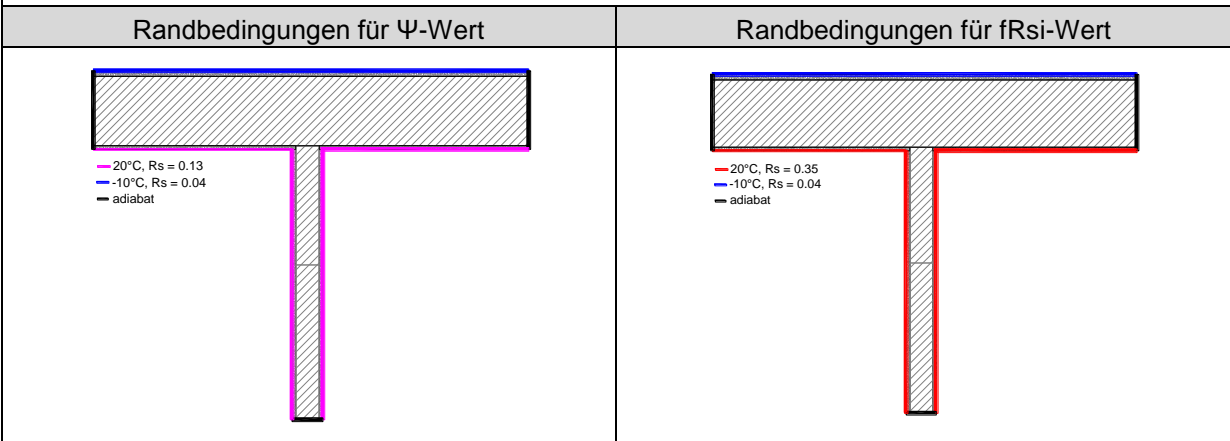 Randbedingungen für Ψ-Wert
Randbedingungen für fRsi-Wert
20°C, Rs = 0.13
-10°C, Rs = 0.04
adiabat
20°C, Rs = 0.35
-10°C, Rs = 0.04
adiabat